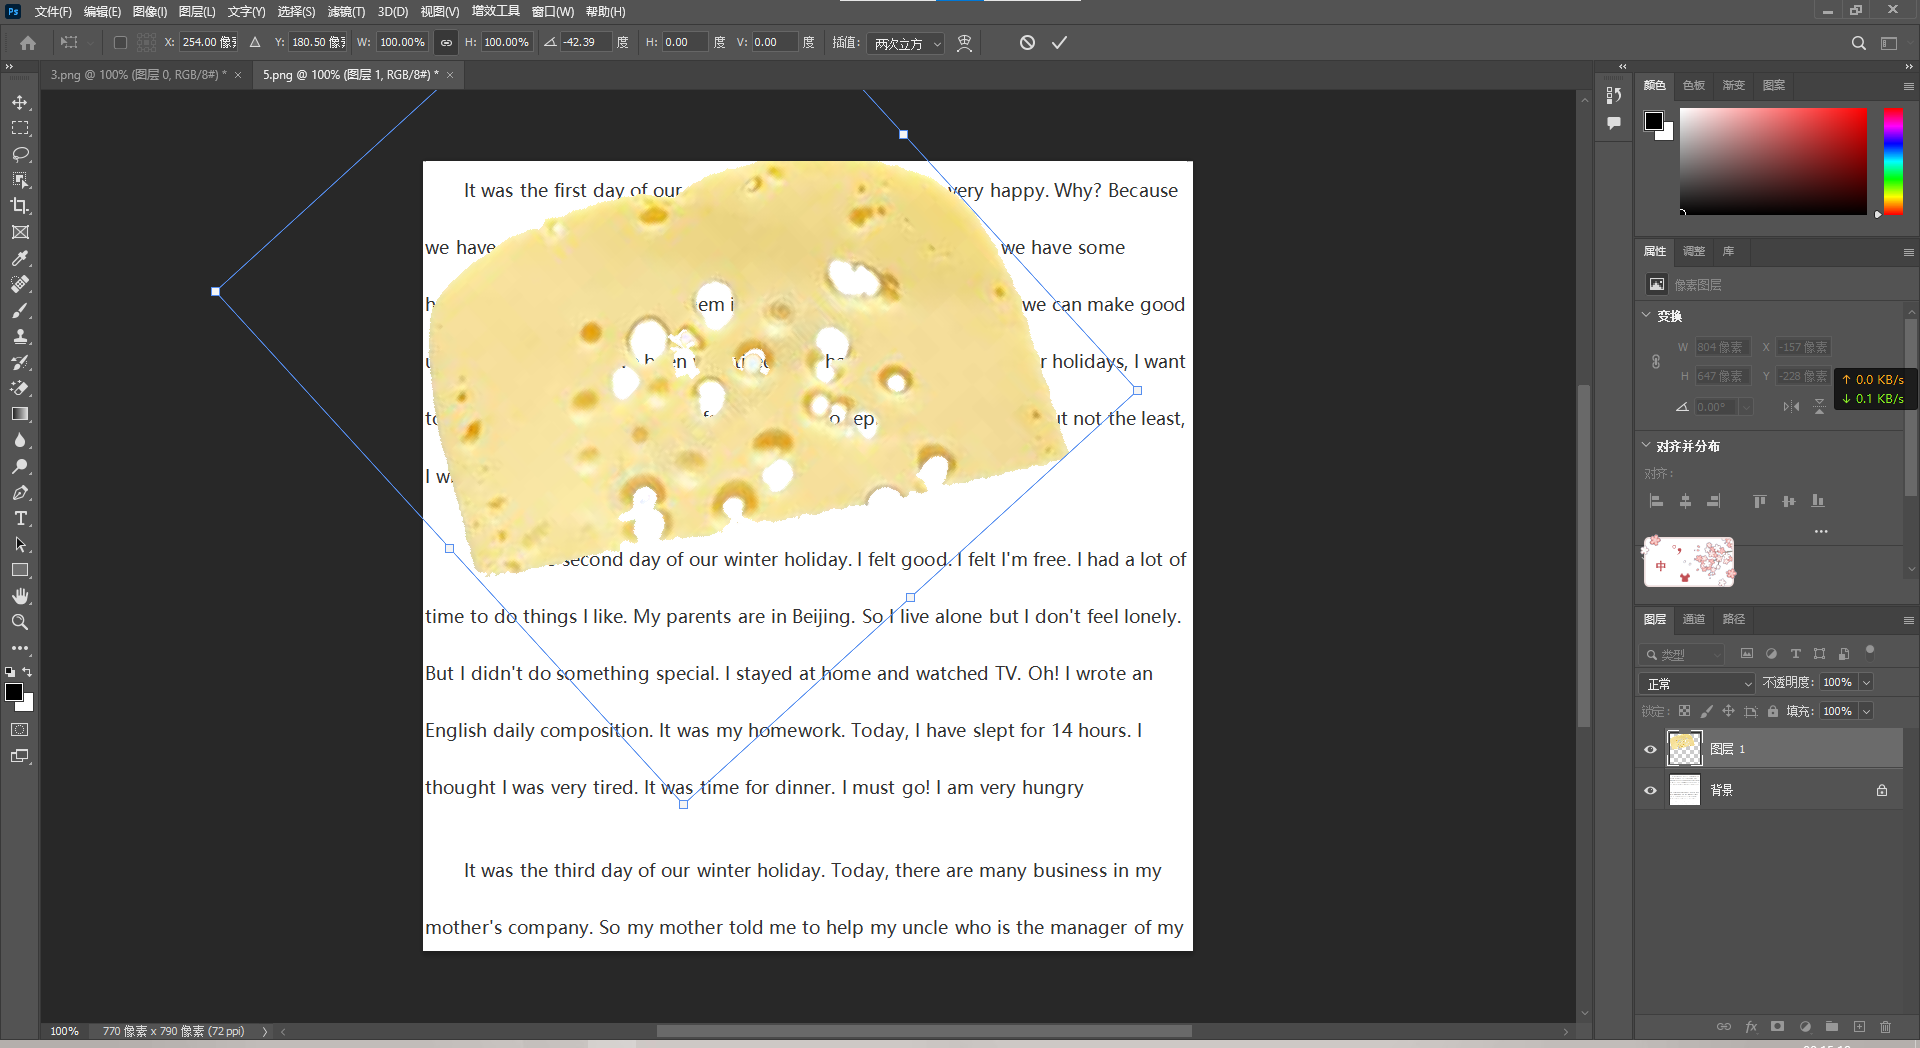 Ps 文件(F) 编辑(E) 图像(I) 图层(L) 文字(Y) 选择(S) 滤镜(T) 3D(D) 视图(V) 增效工具 窗口(W) 帮助(H)
X: 254.00 像素 Y: 180.50 像素 W: 100.00% H: 100.00% -42.39 度 H: 0.00 度 V: 0.00 度 插值: 两次立方
3.png @ 100% (图层 0, RGB/8#) * × 5.png @ 100% (图层 1, RGB/8#) * ×
It was the first day of our very happy. Why? Because
we have we have some
em i we can make good
r holidays, I want
ep. not the least,
I w
second day of our winter holiday. I felt good. I felt I'm free. I had a lot of
time to do things I like. My parents are in Beijing. So I live alone but I don't feel lonely.
But I didn't do something special. I stayed at home and watched TV. Oh! I wrote an
English daily composition. It was my homework. Today, I have slept for 14 hours. I
thought I was very tired. It was time for dinner. I must go! I am very hungry
It was the third day of our winter holiday. Today, there are many business in my
mother's company. So my mother told me to help my uncle who is the manager of my
100% 770 像素 x 790 像素 (72 ppi)
颜色 色板 渐变 图案
属性 调整 库
像素图层
变换
W 804 像素 X -157 像素
H 647 像素 Y -228 像素
0.00°
↑ 0.0 KB/s
↓ 0.1 KB/s
对齐并分布
对齐:
中
图层 通道 路径
类型
正常 不透明度: 100%
锁定: 填充: 100%
图层 1
背景
fx